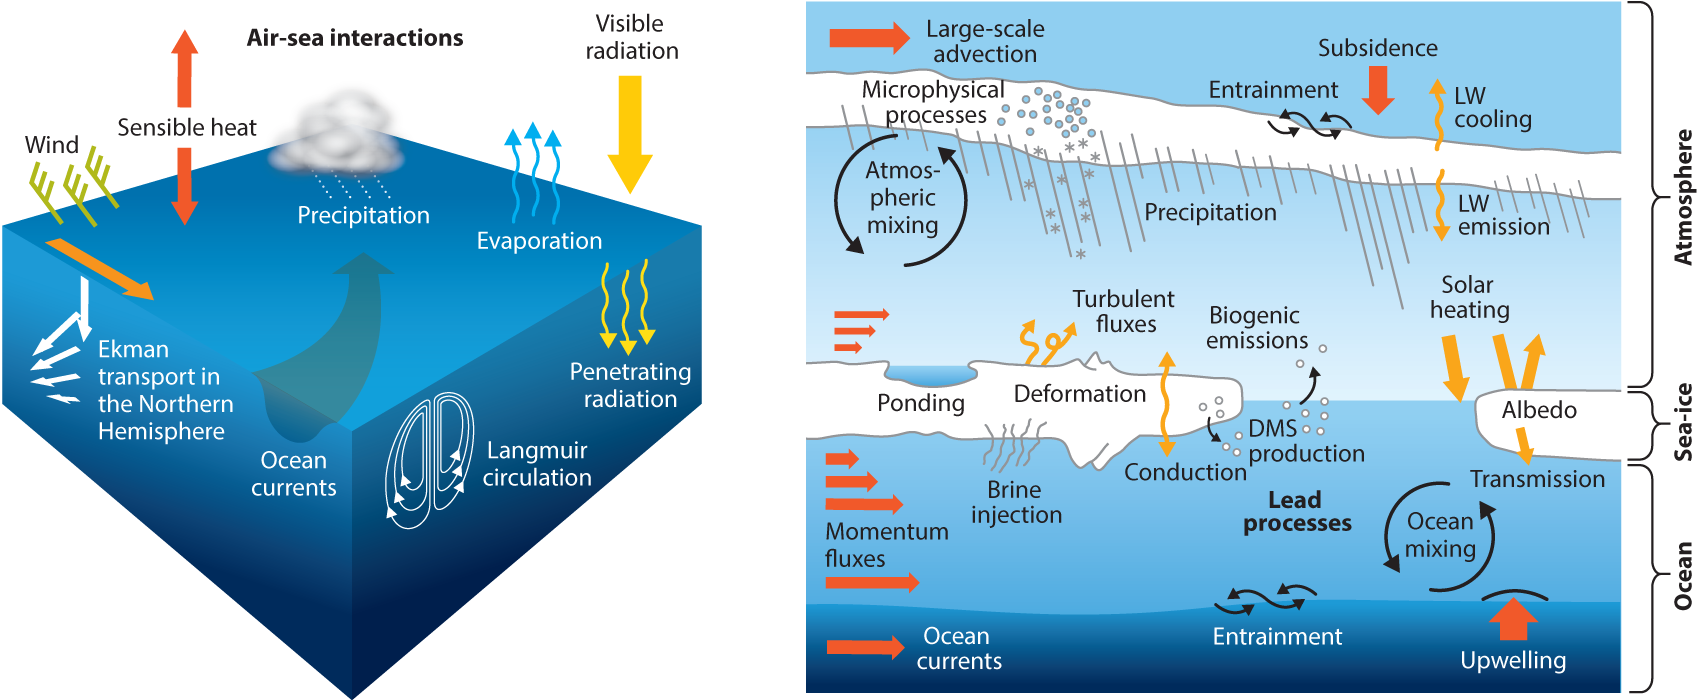 Air-sea interactions
Visible
radiation
Wind
Sensible heat
Precipitation
Evaporation
Penetrating
radiation
Ekman
transport in
the Northern
Hemisphere
Ocean
currents
Langmuir
circulation
Large-scale
advection
Subsidence
Microphysical
processes
Entrainment
LW
cooling
Atmos-
pheric
mixing
Precipitation
LW
emission
Atmosphere
Turbulent
fluxes
Biogenic
emissions
Solar
heating
Ponding
Deformation
Albedo
Sea-ice
DMS
production
Conduction
Transmission
Brine
injection
Lead
processes
Momentum
fluxes
Ocean
mixing
Ocean
Entrainment
Ocean
currents
Upwelling